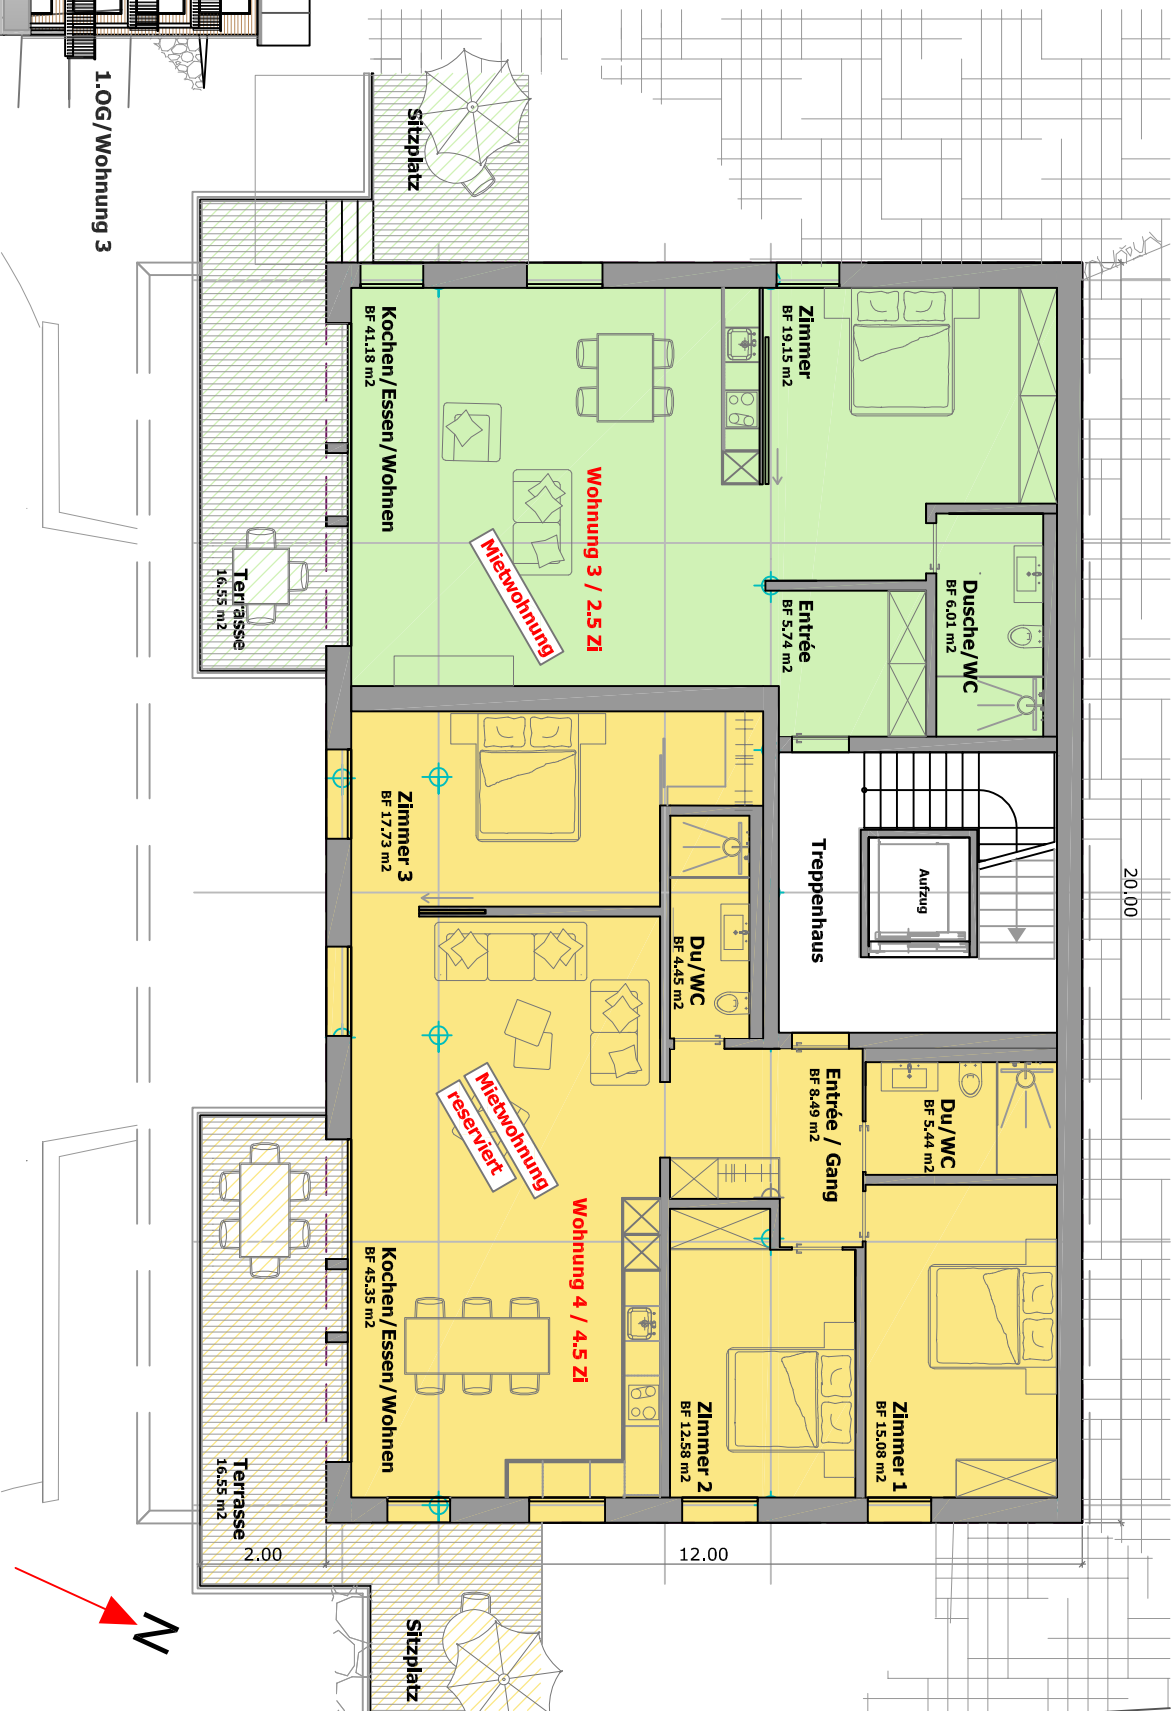 1.OG/Wohnung 3
Sitzplatz
Kochen/Essen/Wohnen
BF 41.18 m2
Zimmer
BF 19.15 m2
Wohnung 3 / 2.5 Zi
Mietwohnung
Terrasse
16.55 m2
Entrée
BF 5.74 m2
Dusche/WC
BF 6.01 m2
Zimmer 3
BF 17.73 m2
Treppenhaus
Aufzug
20.00
Du/WC
BF 4.45 m2
Entrée / Gang
BF 8.49 m2
Du/WC
BF 5.44 m2
Mietwohnung
reserviert
Wohnung 4 / 4.5 Zi
Kochen/Essen/Wohnen
BF 45.35 m2
Zimmer 2
BF 12.58 m2
Zimmer 1
BF 15.08 m2
Terrasse
16.55 m2
2.00
12.00
Sitzplatz
N